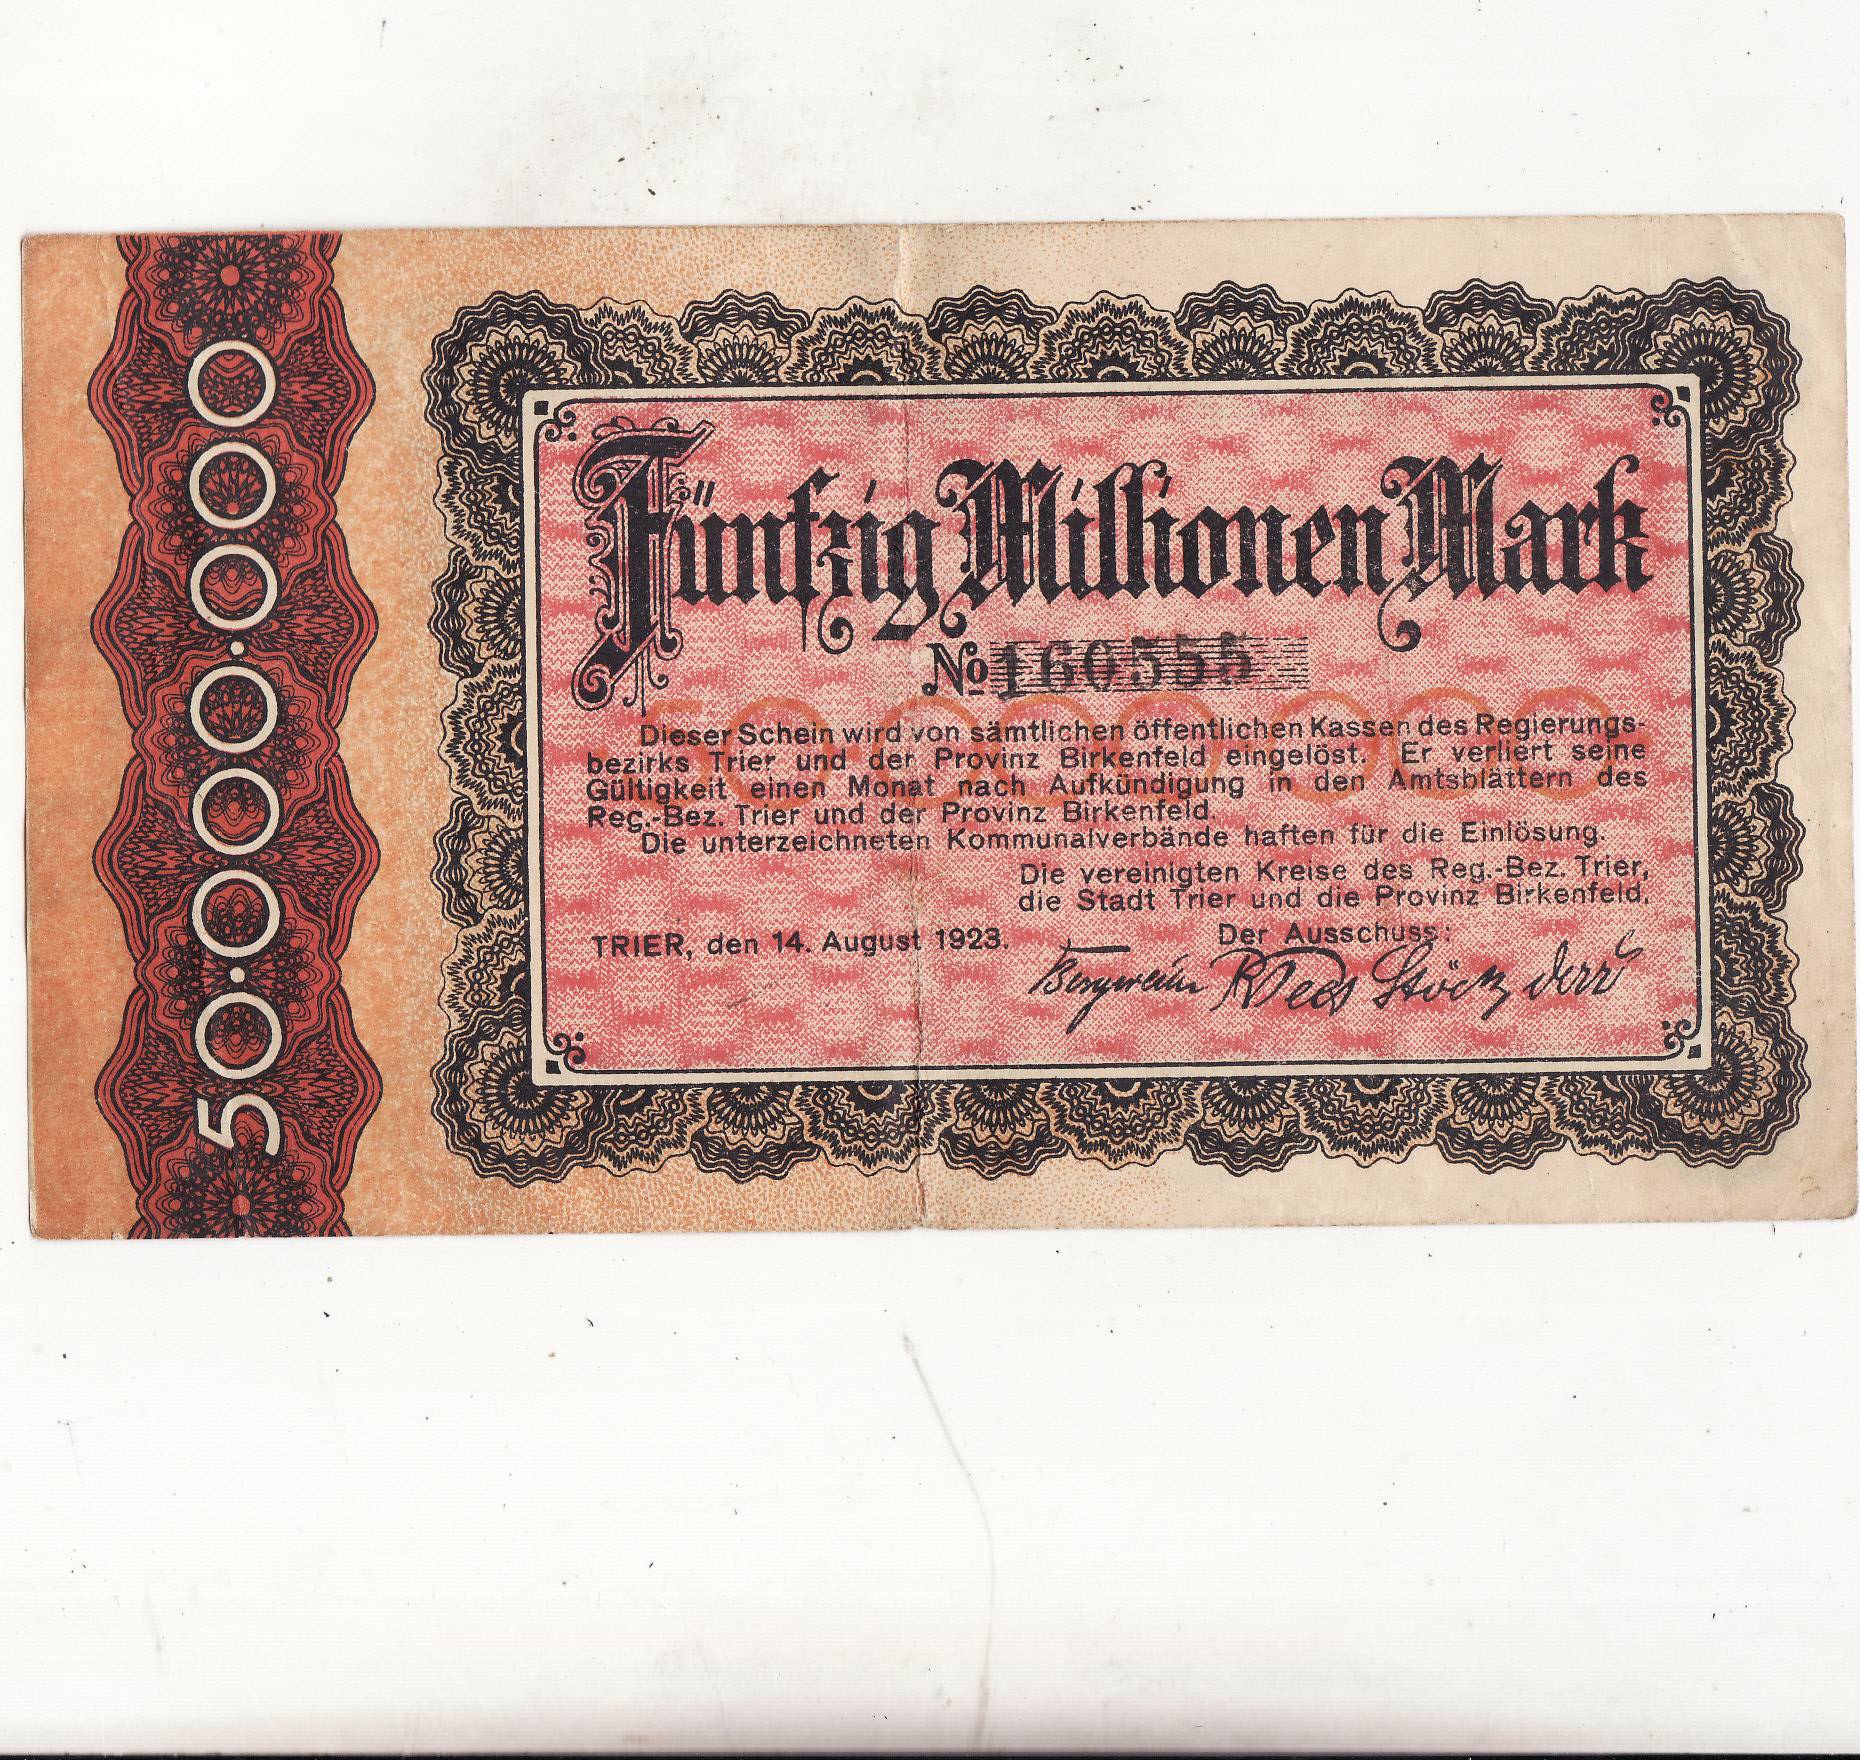 50.000.000
Fünfzig Millionen Mark
No 160555
50000000
Dieser Schein wird von sämtlichen öffentlichen Kassen des Regierungs-
bezirks Trier und der Provinz Birkenfeld eingelöst. Er verliert seine
Gültigkeit einen Monat nach Aufkündigung in den Amtsblättern des
Reg.-Bez. Trier und der Provinz Birkenfeld.
Die unterzeichneten Kommunalverbände haften für die Einlösung.
Die vereinigten Kreise des Reg.-Bez. Trier,
die Stadt Trier und die Provinz Birkenfeld.
TRIER, den 14. August 1923. Der Ausschuss: